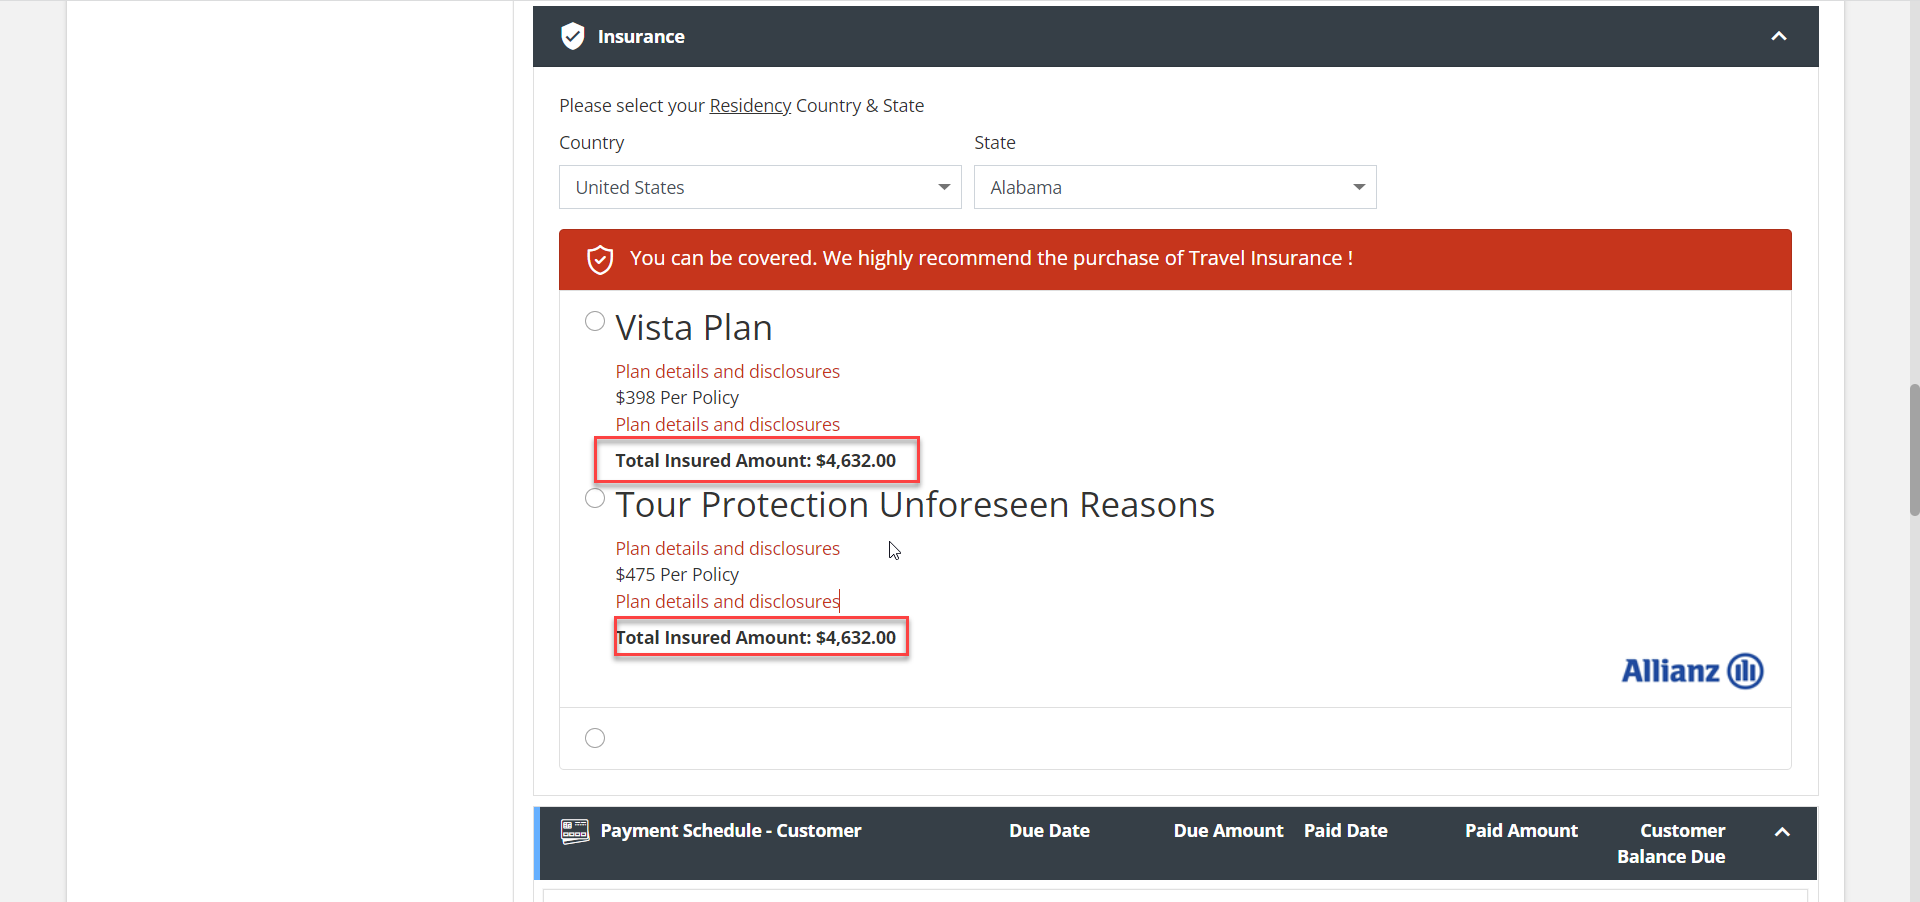 Insurance
Please select your Residency Country & State
Country
State
United States
Alabama
You can be covered. We highly recommend the purchase of Travel Insurance !
Vista Plan
Plan details and disclosures
$398 Per Policy
Plan details and disclosures
Total Insured Amount: $4,632.00
Tour Protection Unforeseen Reasons
Plan details and disclosures
$475 Per Policy
Plan details and disclosures
Total Insured Amount: $4,632.00
Allianz
Payment Schedule - Customer
Due Date
Due Amount
Paid Date
Paid Amount
Customer
Balance Due